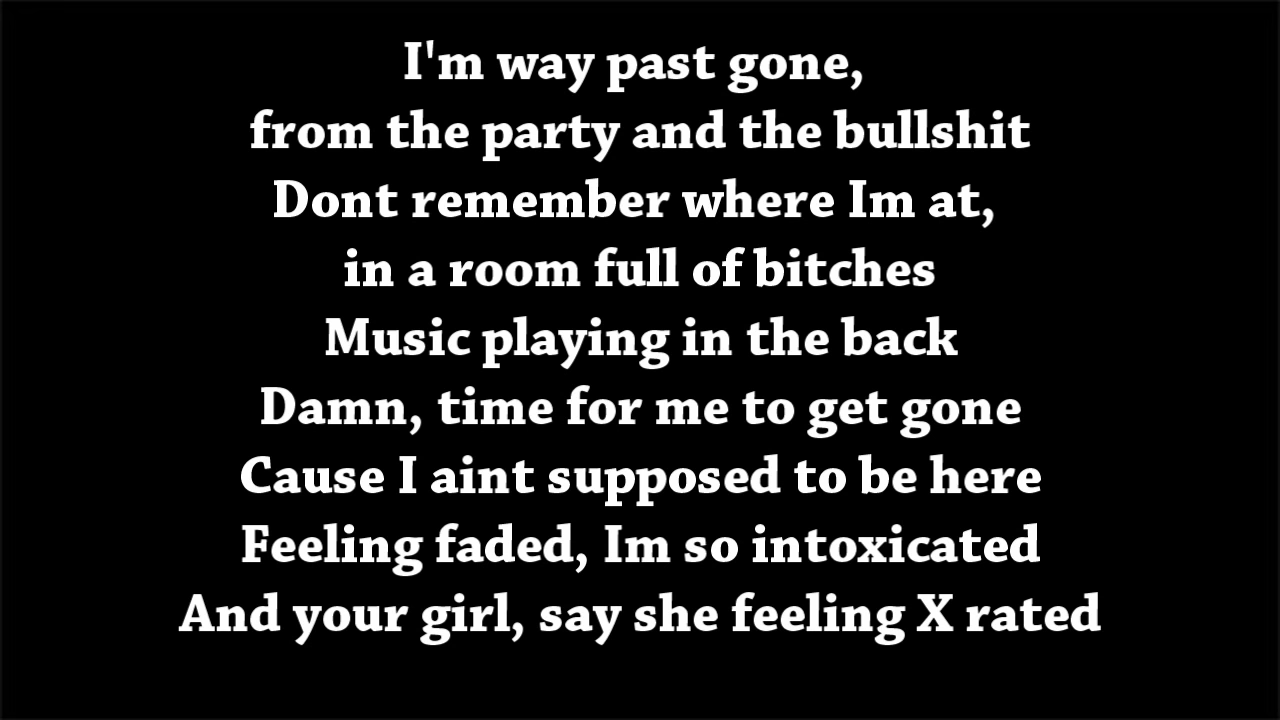 I'm way past gone,
from the party and the bullshit
Dont remember where Im at,
in a room full of bitches
Music playing in the back
Damn, time for me to get gone
Cause I aint supposed to be here
Feeling faded, Im so intoxicated
And your girl, say she feeling X rated